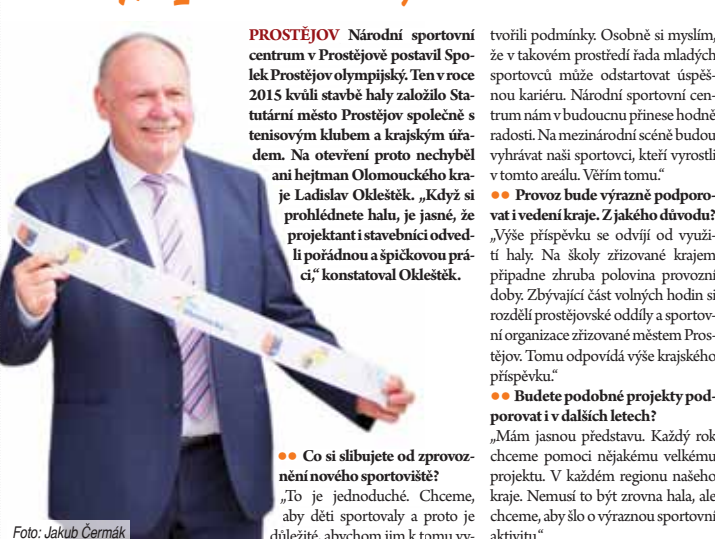 PROSTĚJOV Národní sportovní
centrum v Prostějově postavil Spo-
lek Prostějov olympijský. Ten v roce
2015 kvůli stavbě haly založilo Sta-
tutární město Prostějov společně s
tenisovým klubem a krajským úřa-
dem. Na otevření proto nechyběl
ani hejtman Olomouckého kra-
je Ladislav Okleštěk. „Když si
prohlédnete halu, je jasné, že
projektant i stavebníci odved-
li pořádnou a špičkovou prá-
ci,“ konstatoval Okleštěk.
•• Co si slibujete od zprovoz-
nění nového sportoviště?
„To je jednoduché. Chceme,
aby děti sportovaly a proto je
důležité, abychom jim k tomu vy-
tvořili podmínky. Osobně si myslím,
že v takovém prostředí řada mladých
sportovců může odstartovat úspěš-
nou kariéru. Národní sportovní cen-
trum nám v budoucnu přinese hodně
radosti. Na mezinárodní scéně budou
vyhrávat naši sportovci, kteří vyrostli
v tomto areálu. Věřím tomu.“
•• Provoz bude výrazně podporo-
vat i vedení kraje. Z jakého důvodu?
„Výše příspěvku se odvíjí od využi-
tí haly. Na školy zřizované krajem
připadne zhruba polovina provozní
doby. Zbývající část volných hodin si
rozdělí prostějovské oddíly a sportov-
ní organizace zřizované městem Pros-
tějov. Tomu odpovídá výše krajského
příspěvku.“
•• Budete podobné projekty pod-
porovat i v dalších letech?
„Mám jasnou představu. Každý rok
chceme pomoci nějakému velkému
projektu. V každém regionu našeho
kraje. Nemusí to být zrovna hala, ale
chceme, aby šlo o výraznou sportovní
aktivitu.“
Foto: Jakub Čermák